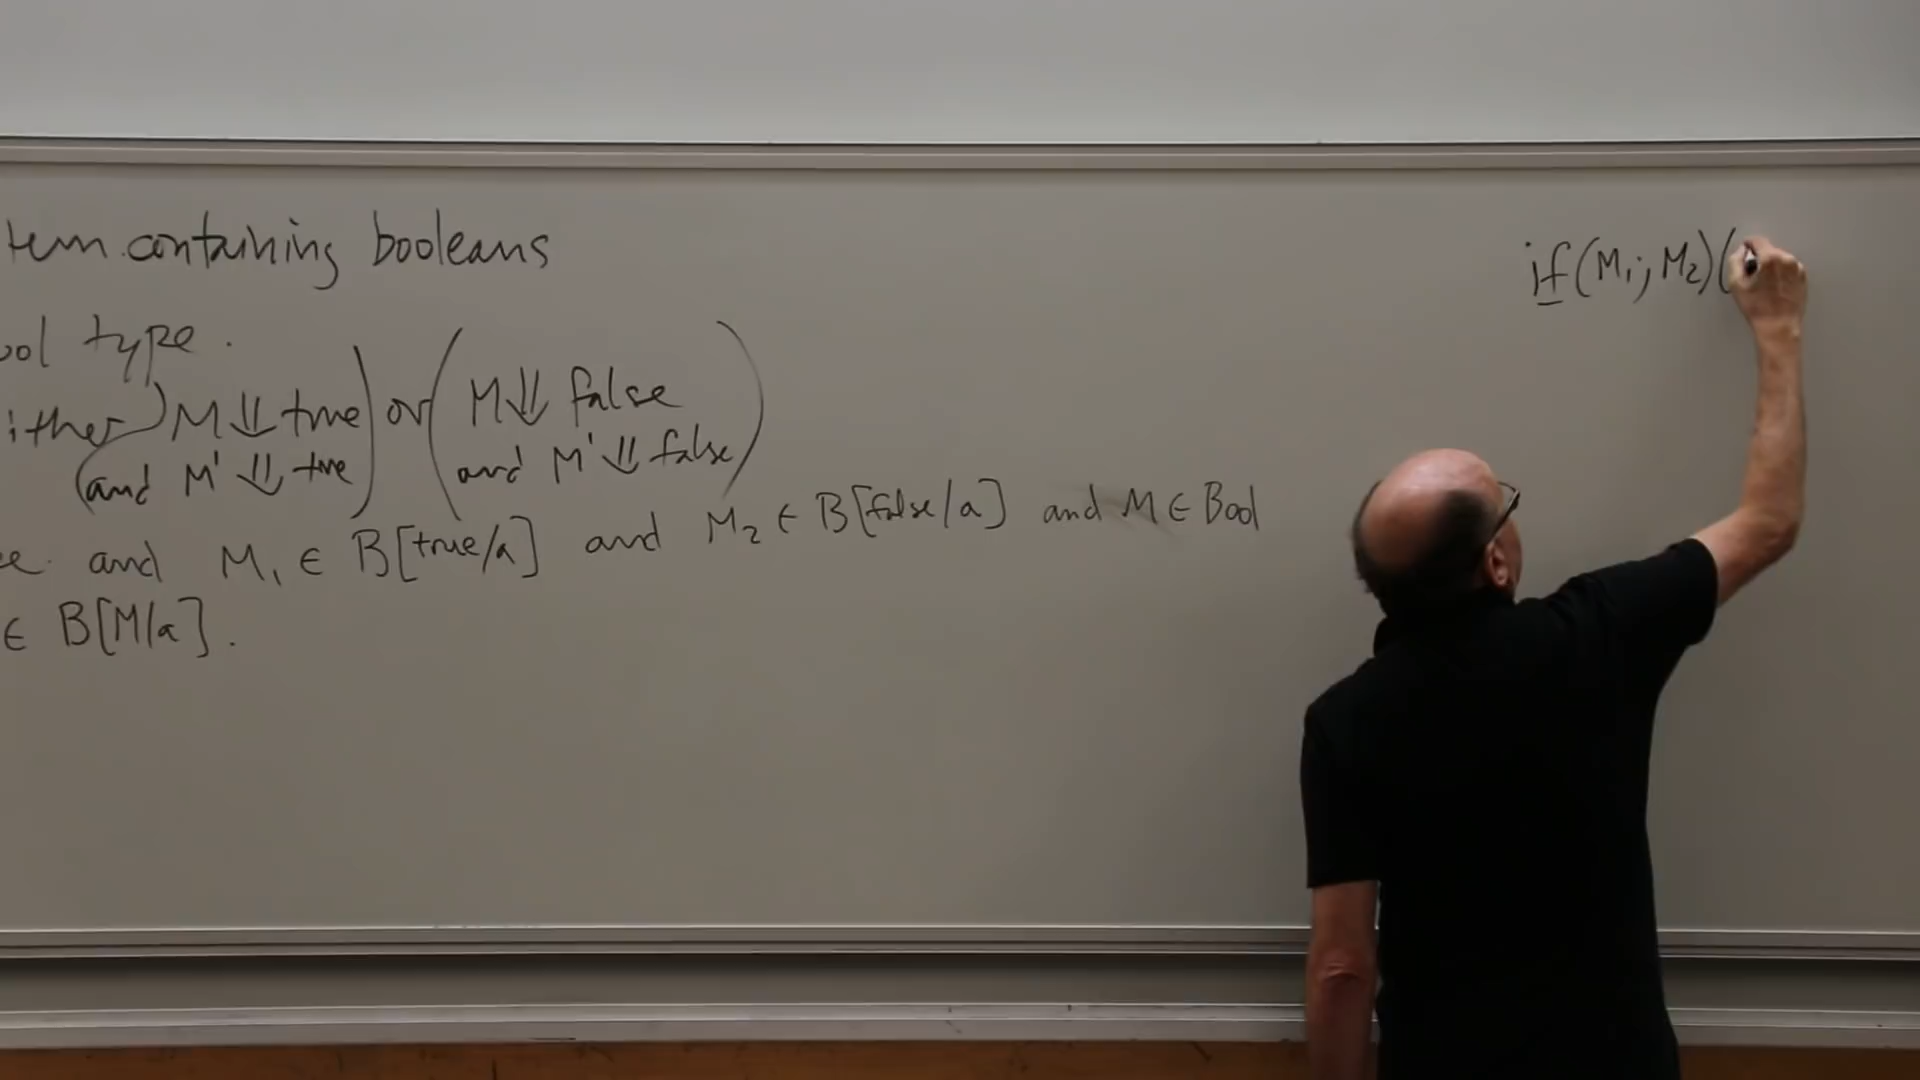 tem containing booleans
if(M₁; M₂)(
ool type.
ither M⇓true) or (M⇓ false
(and M' ⇓ true and M' ⇓ false)
and M₁ ∈ B[true/a] and M₂ ∈ B[false/a] and M ∈ Bool
∈ B[M/a].